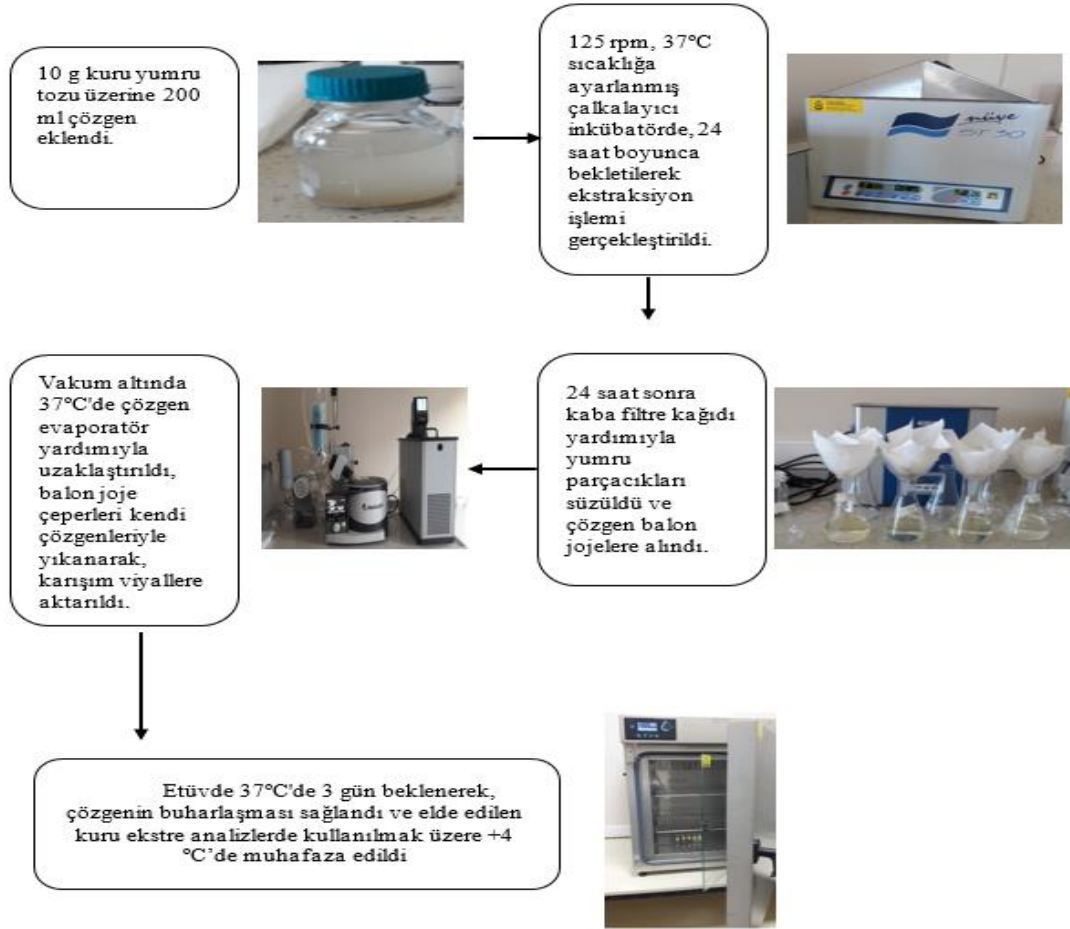 10 g kuru yumru
tozu üzerine 200
ml çözgen
eklendi.
125 rpm, 37°C
sıcaklığa
ayarlanmış
çalkalayıcı
inkübatörde, 24
saat boyunca
bekletilerek
ekstraksiyon
işlemi
gerçekleştirildi.
nüve
ST 30
24 saat sonra
kaba filtre kağıdı
yardımıyla
yumru
parçacıkları
süzüldü ve
çözgen balon
jojelere alındı.
Vakum altında
37°C'de çözgen
evaporatör
yardımıyla
uzaklaştırıldı,
balon joje
çeperleri kendi
çözgenleriyle
yıkanarak,
karışım viyallere
aktarıldı.
Etüvde 37°C'de 3 gün beklenerek,
çözgenin buharlaşması sağlandı ve elde edilen
kuru ekstre analizlerde kullanılmak üzere +4
°C'de muhafaza edildi